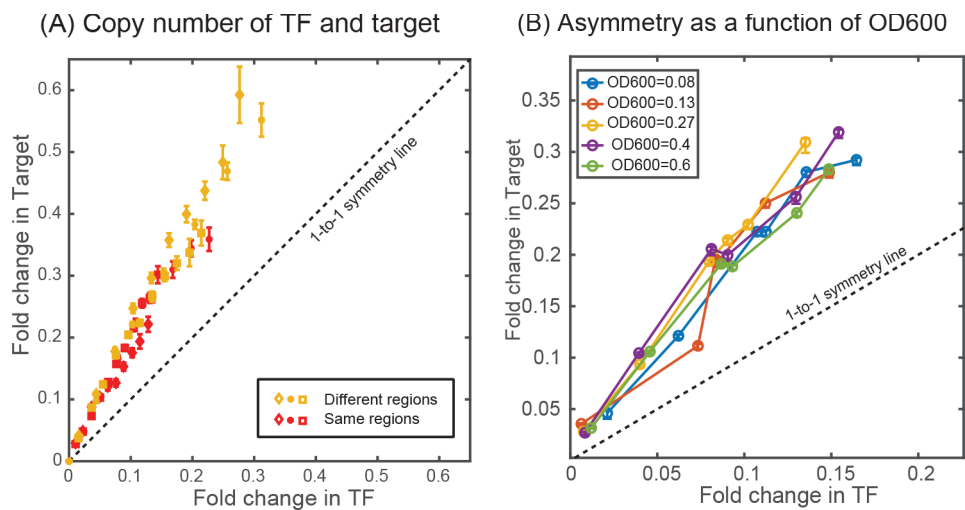 (A) Copy number of TF and target
Fold change in Target
0.6
0.5
0.4
0.3
0.2
0.1
0
0
0.1
0.2
0.3
0.4
0.5
0.6
Fold change in TF
1-to-1 symmetry line
Different regions
Same regions
(B) Asymmetry as a function of OD600
Fold change in Target
0.35
0.3
0.25
0.2
0.15
0.1
0.05
0
0.05
0.1
0.15
0.2
Fold change in TF
OD600=0.08
OD600=0.13
OD600=0.27
OD600=0.4
OD600=0.6
1-to-1 symmetry line